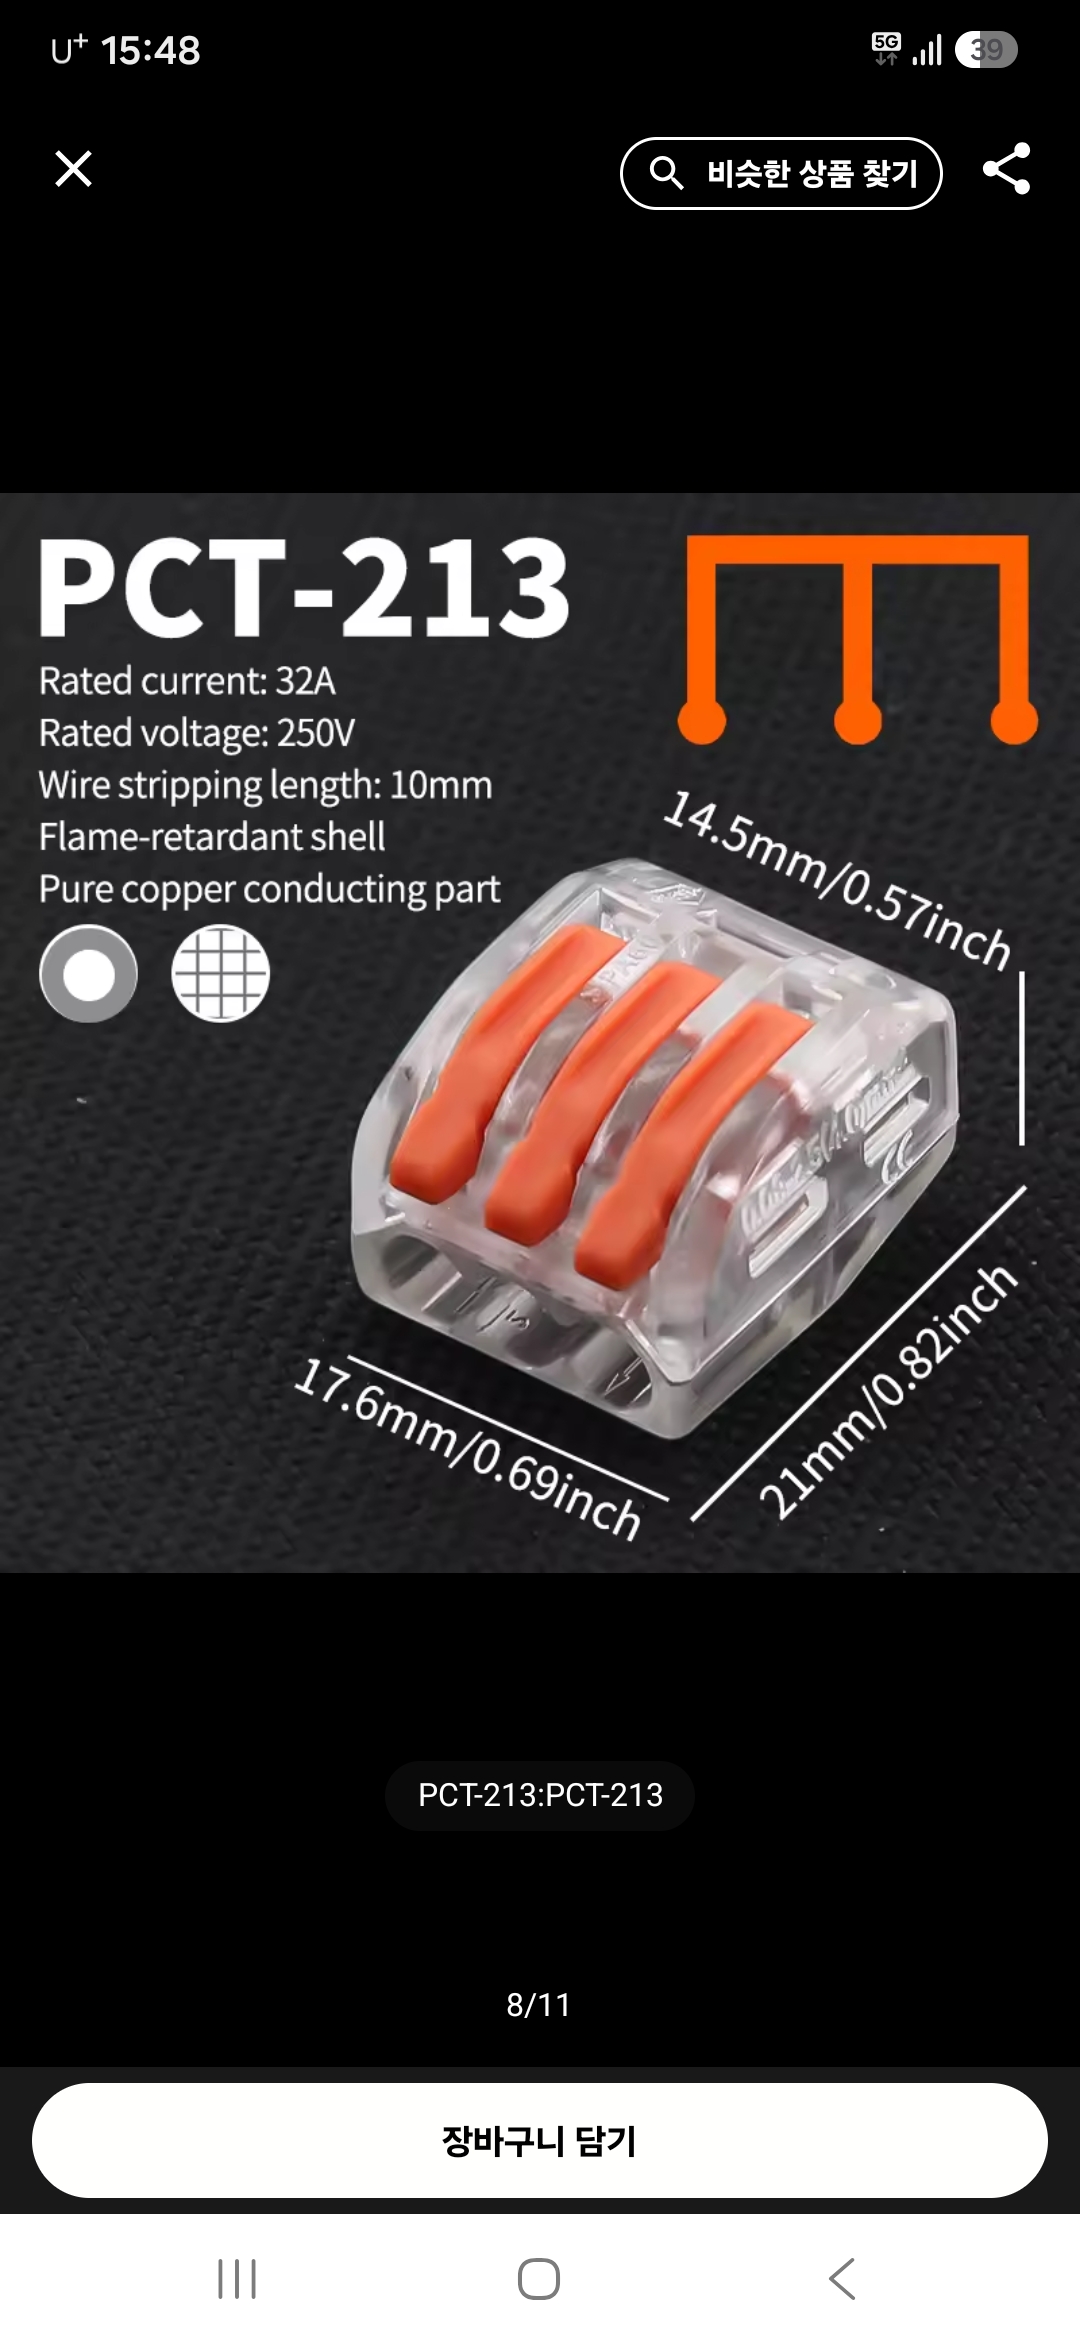 U+ 15:48
5G
39
비슷한 상품 찾기
PCT-213
Rated current: 32A
Rated voltage: 250V
Wire stripping length: 10mm
Flame-retardant shell
Pure copper conducting part
14.5mm/0.57inch
17.6mm/0.69inch
21mm/0.82inch
PCT-213:PCT-213
8/11
장바구니 담기